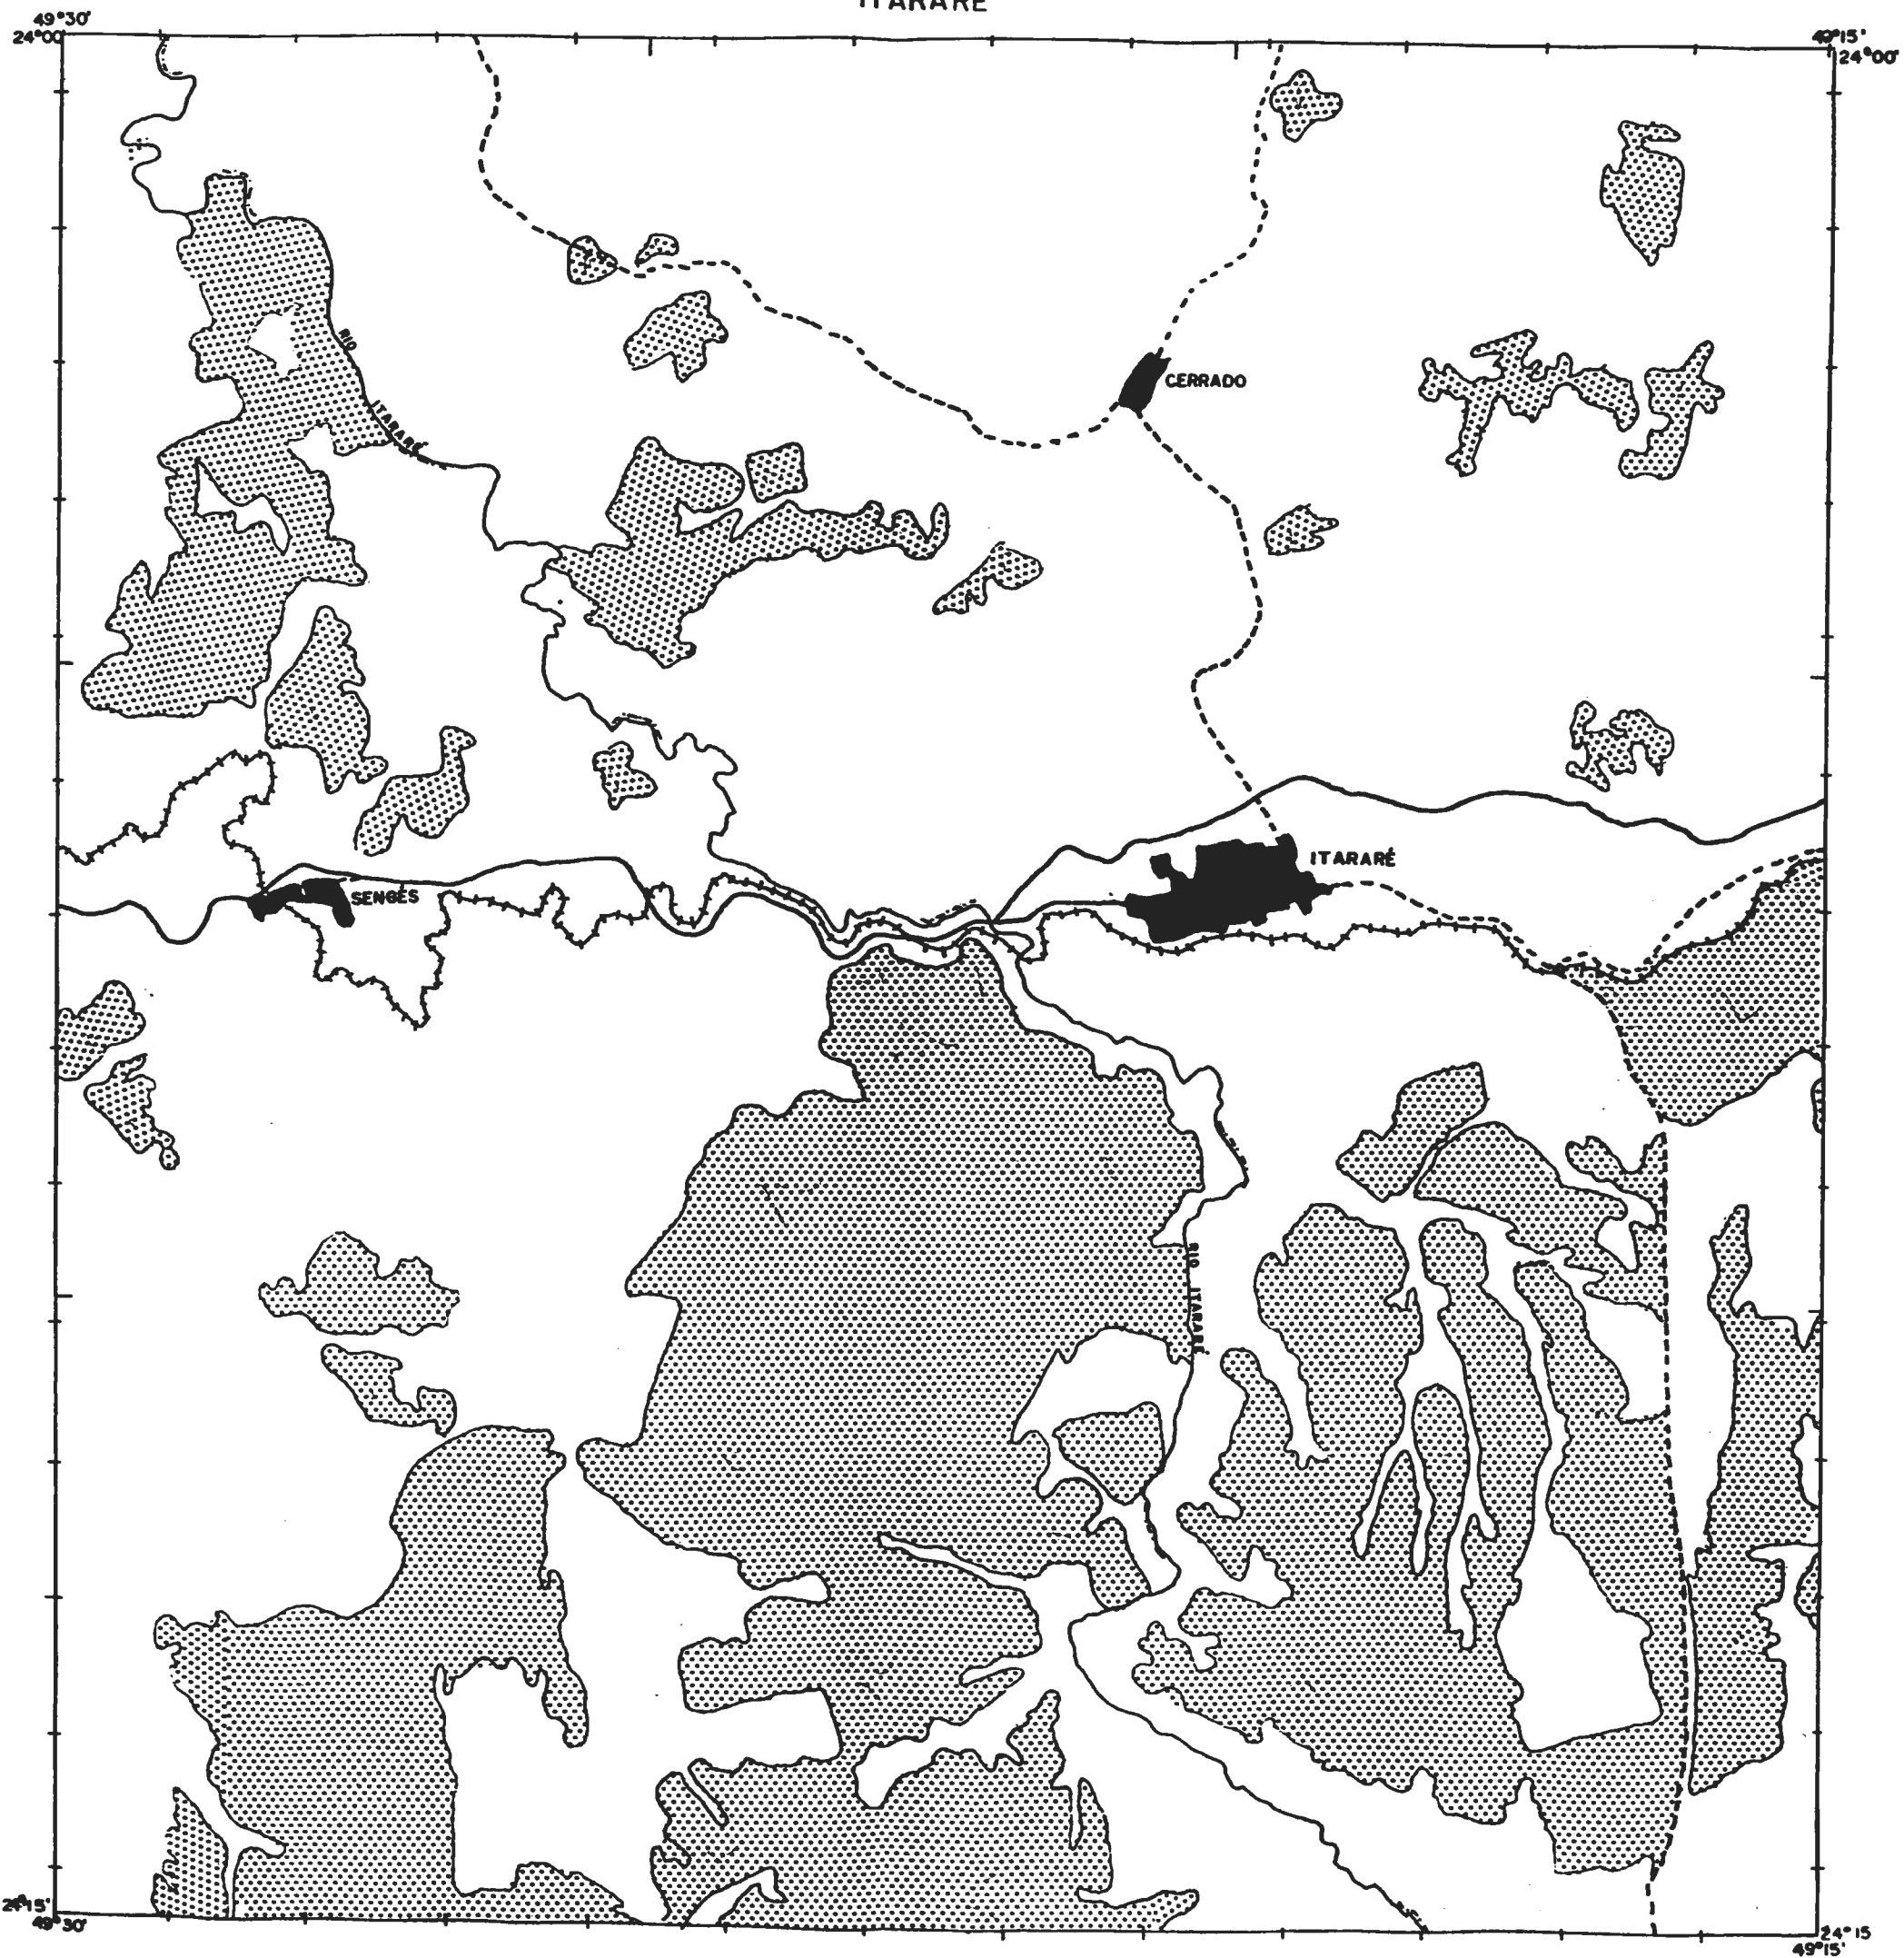 ITARARÉ
49°30'
24°00'
49°15'
24°00'
RIO
ITARARÉ
CERRADO
ITARARÉ
SENGÉS
RIO ITARARÉ
24°15'
49°30'
24°15
49°15'